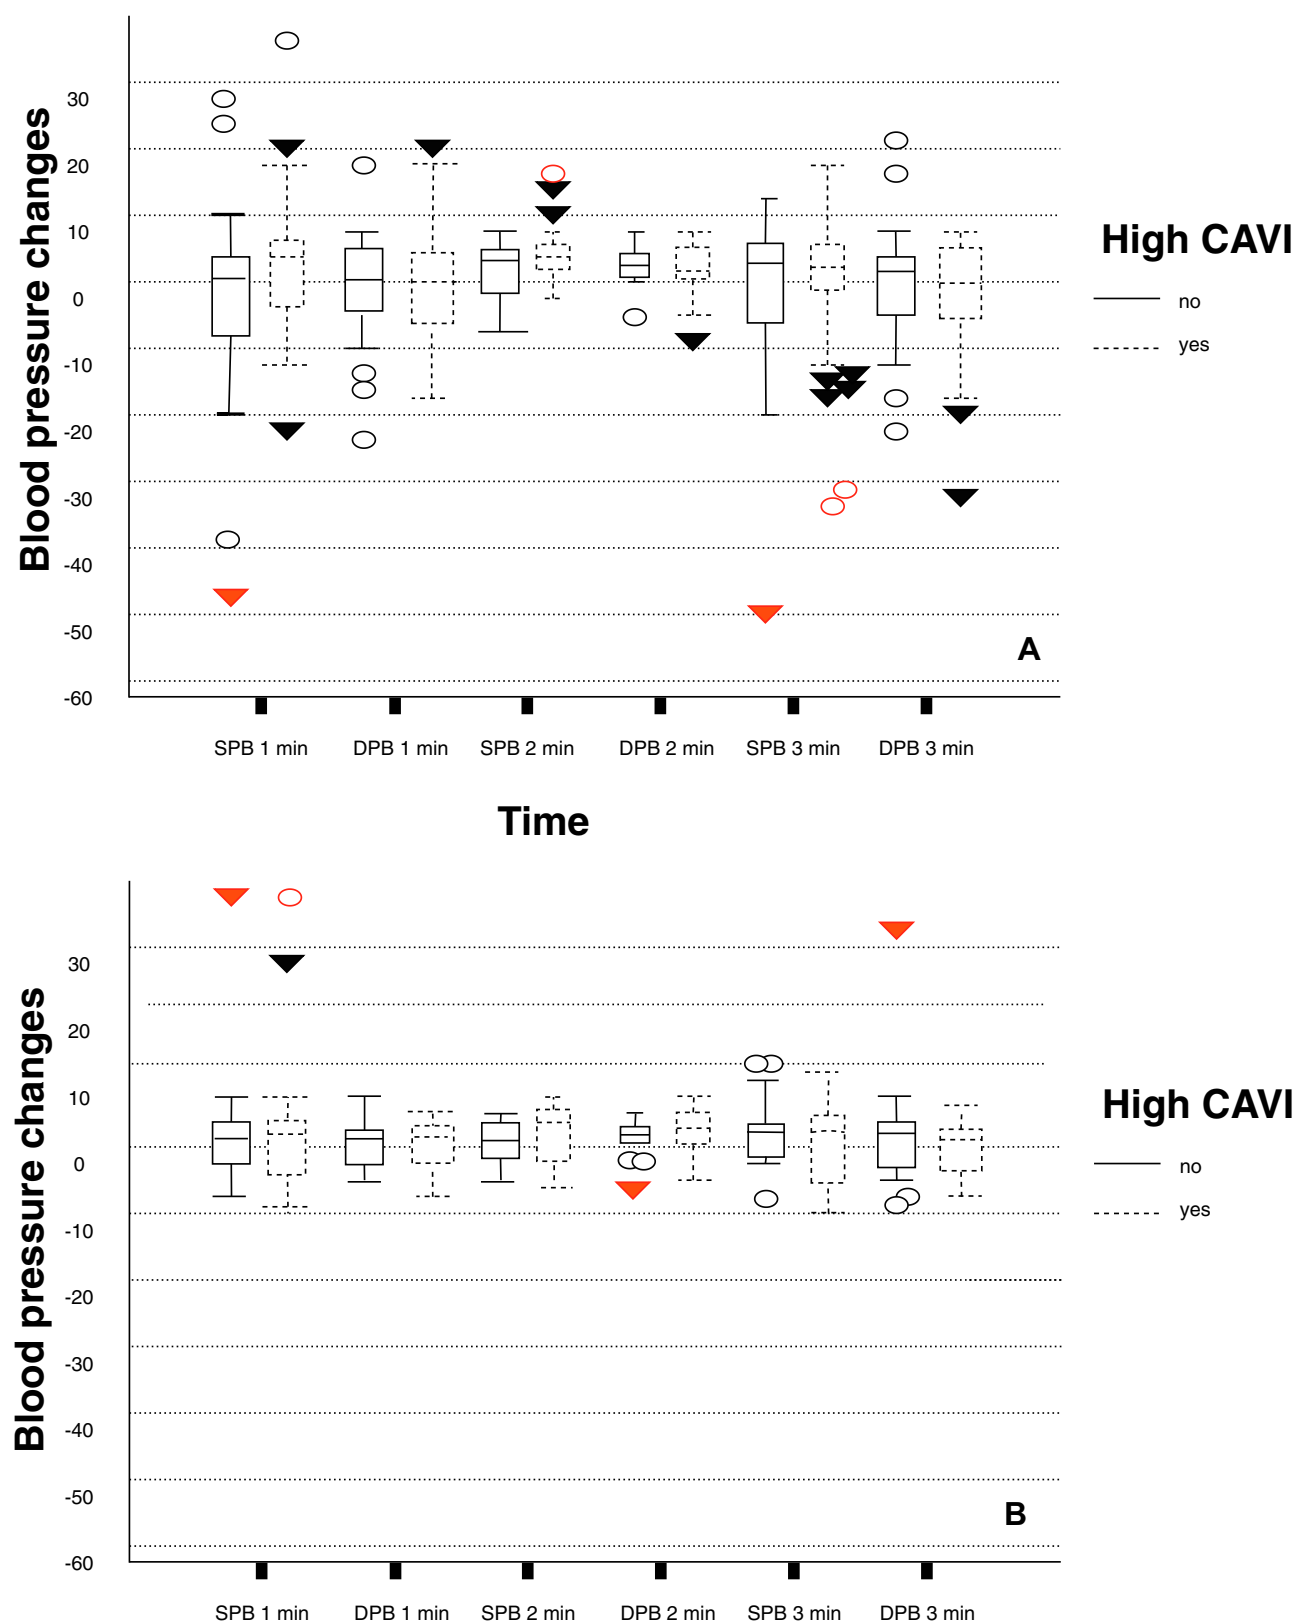 Blood pressure changes
30
20
10
0
-10
-20
-30
-40
-50
-60
High CAVI
no
yes
A
SPB 1 min DPB 1 min SPB 2 min DPB 2 min SPB 3 min DPB 3 min
Time
Blood pressure changes
30
20
10
0
-10
-20
-30
-40
-50
-60
High CAVI
no
yes
B
SPB 1 min DPB 1 min SPB 2 min DPB 2 min SPB 3 min DPB 3 min